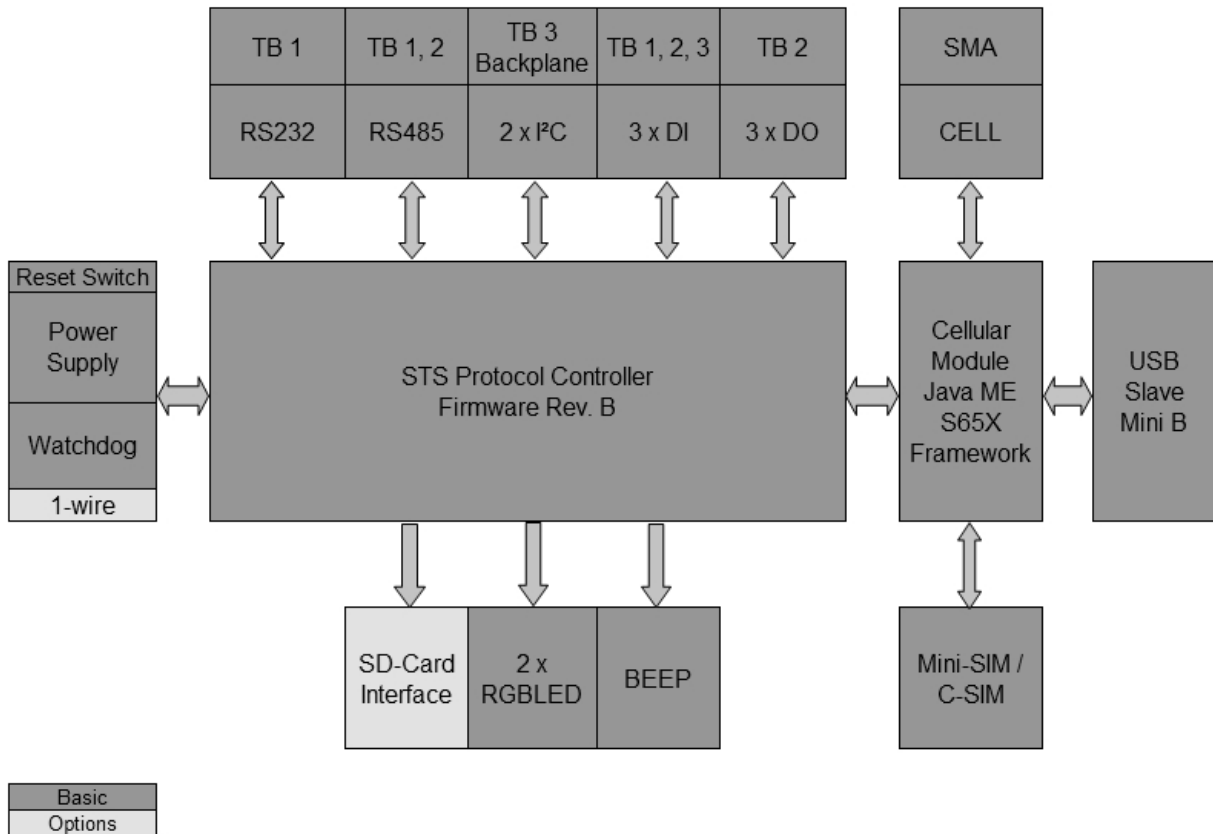 TB 1
TB 1, 2
TB 3
Backplane
TB 1, 2, 3
TB 2
SMA
RS232
RS485
2 x I²C
3 x DI
3 x DO
CELL
Reset Switch
Power
Supply
Watchdog
1-wire
STS Protocol Controller
Firmware Rev. B
Cellular
Module
Java ME
S65X
Framework
USB
Slave
Mini B
SD-Card
Interface
2 x
RGBLED
BEEP
Mini-SIM /
C-SIM
Basic
Options